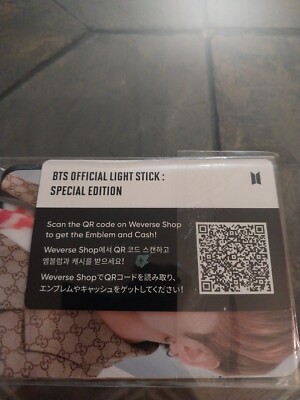 BTS OFFICIAL LIGHT STICK :
SPECIAL EDITION
Scan the QR code on Weverse Shop
to get the Emblem and Cash!
Weverse Shop에서 QR 코드 스캔하고
엠블럼과 캐시를 받으세요!
Weverse ShopでQRコードを読み取り、
エンブレムやキャッシュをゲットしてください!